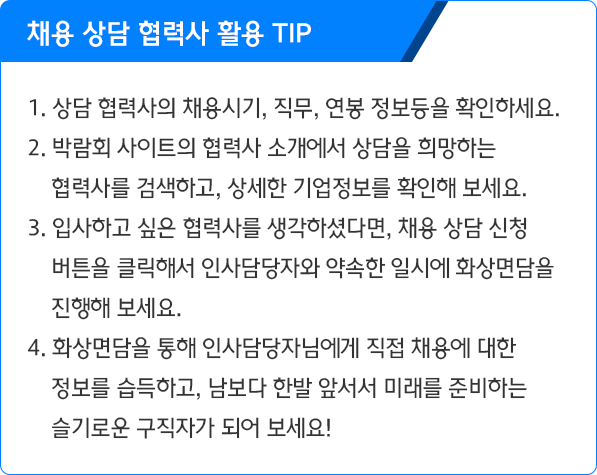 채용 상담 협력사 활용 TIP
1. 상담 협력사의 채용시기, 직무, 연봉 정보등을 확인하세요.
2. 박람회 사이트의 협력사 소개에서 상담을 희망하는
협력사를 검색하고, 상세한 기업정보를 확인해 보세요.
3. 입사하고 싶은 협력사를 생각하셨다면, 채용 상담 신청
버튼을 클릭해서 인사담당자와 약속한 일시에 화상면담을
진행해 보세요.
4. 화상면담을 통해 인사담당자님에게 직접 채용에 대한
정보를 습득하고, 남보다 한발 앞서서 미래를 준비하는
슬기로운 구직자가 되어 보세요!